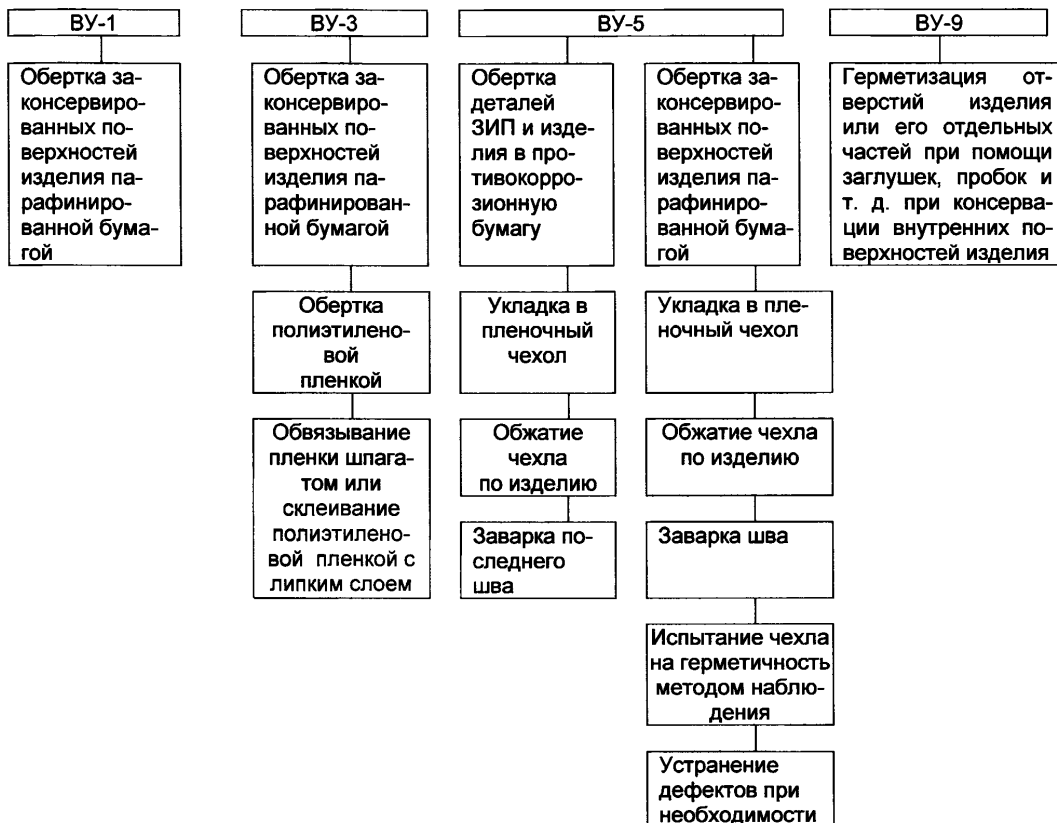 ВУ-1
Обертка за-
консервиро-
ванных по-
верхностей
изделия па-
рафиниро-
ванной бума-
гой
ВУ-3
Обертка за-
консервиро-
ванных по-
верхностей
изделия па-
рафинирован-
ной бумагой
Обертка
полиэтилено-
вой
пленкой
Обвязывание
пленки шпага-
том или
склеивание
полиэтилено-
вой пленкой с
липким слоем
ВУ-5
Обертка
деталей
ЗИП и изде-
лия в про-
тивокорро-
зионную
бумагу
Укладка в
пленочный
чехол
Обжатие
чехла
по изделию
Заварка по-
следнего
шва
Обертка за-
консервиро-
ванных по-
верхностей
изделия па-
рафиниро-
ванной бума-
гой
Укладка в пле-
ночный чехол
Обжатие чехла
по изделию
Заварка шва
Испытание чехла
на герметичность
методом наблю-
дения
Устранение
дефектов при
необходимости
ВУ-9
Герметизация от-
верстий изделия
или его отдельных
частей при помощи
заглушек, пробок и
т. д. при консерва-
ции внутренних по-
верхностей изделия